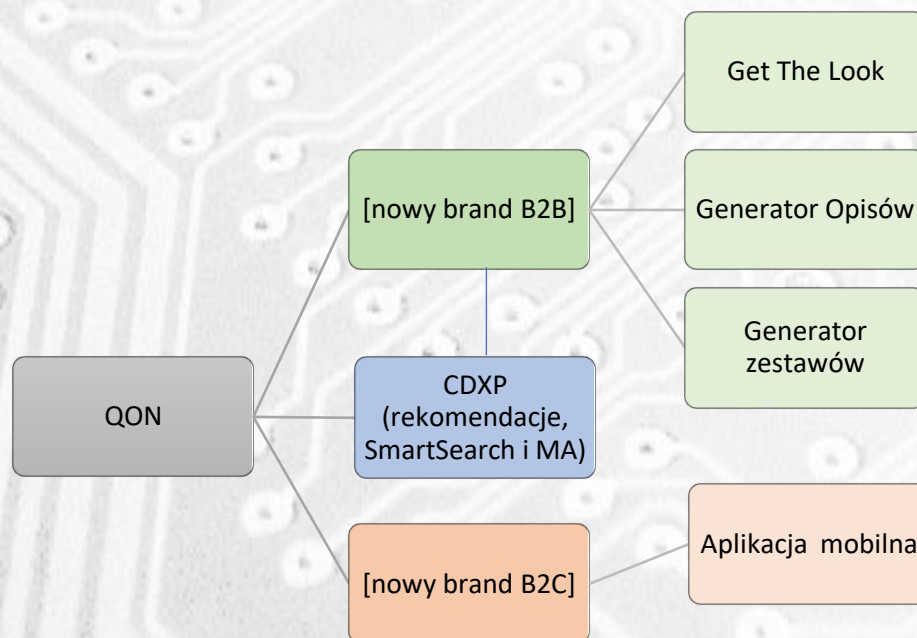 Get The Look
[nowy brand B2B]
Generator Opisów
Generator
zestawów
QON
CDXP
(rekomendacje,
SmartSearch i MA)
[nowy brand B2C]
Aplikacja mobilna